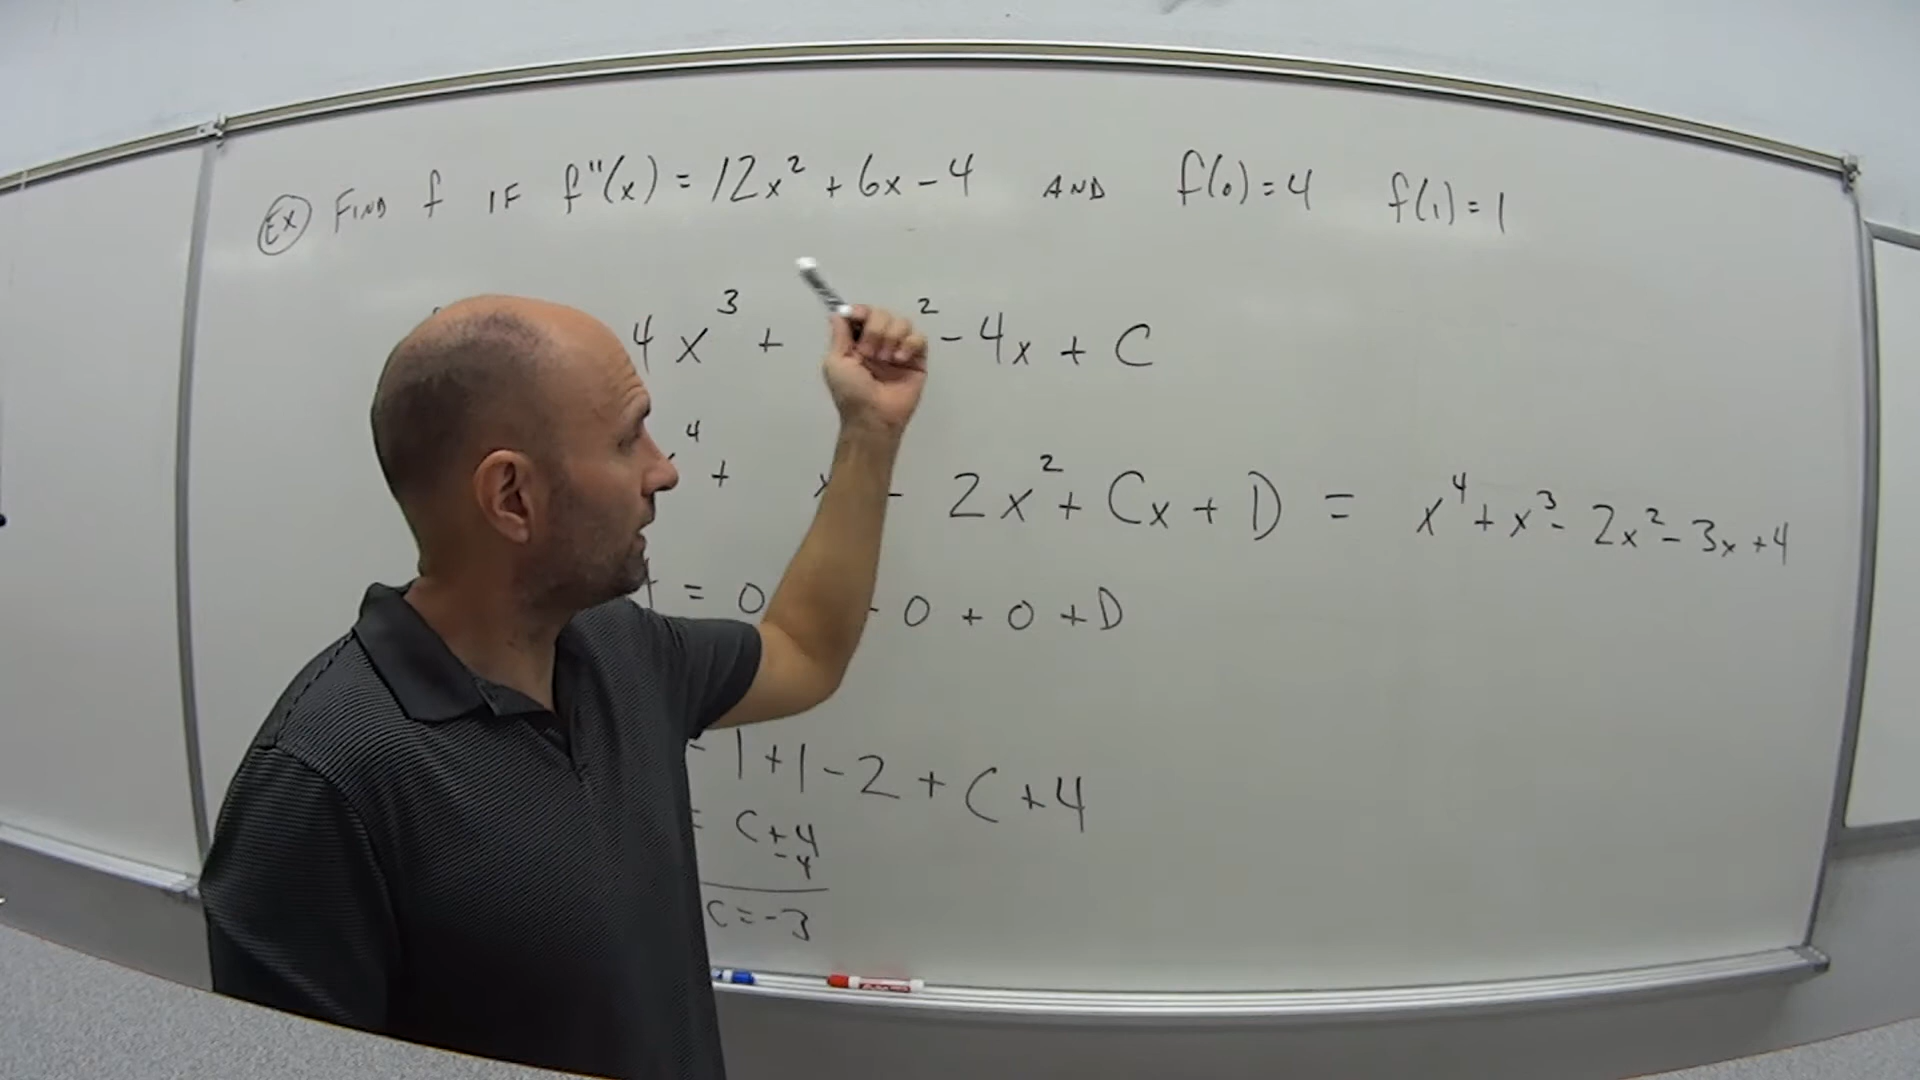 EX FIND f IF f"(x) = 12x² + 6x - 4 AND f(0) = 4 f(1) = 1
4x³ + ² - 4x + C
⁴ + x - 2x² + Cx + D = x⁴ + x³ - 2x² - 3x + 4
= 0 - 0 + 0 + D
- 1 + 1 - 2 + C + 4
= C + 4
- 4
C = -3